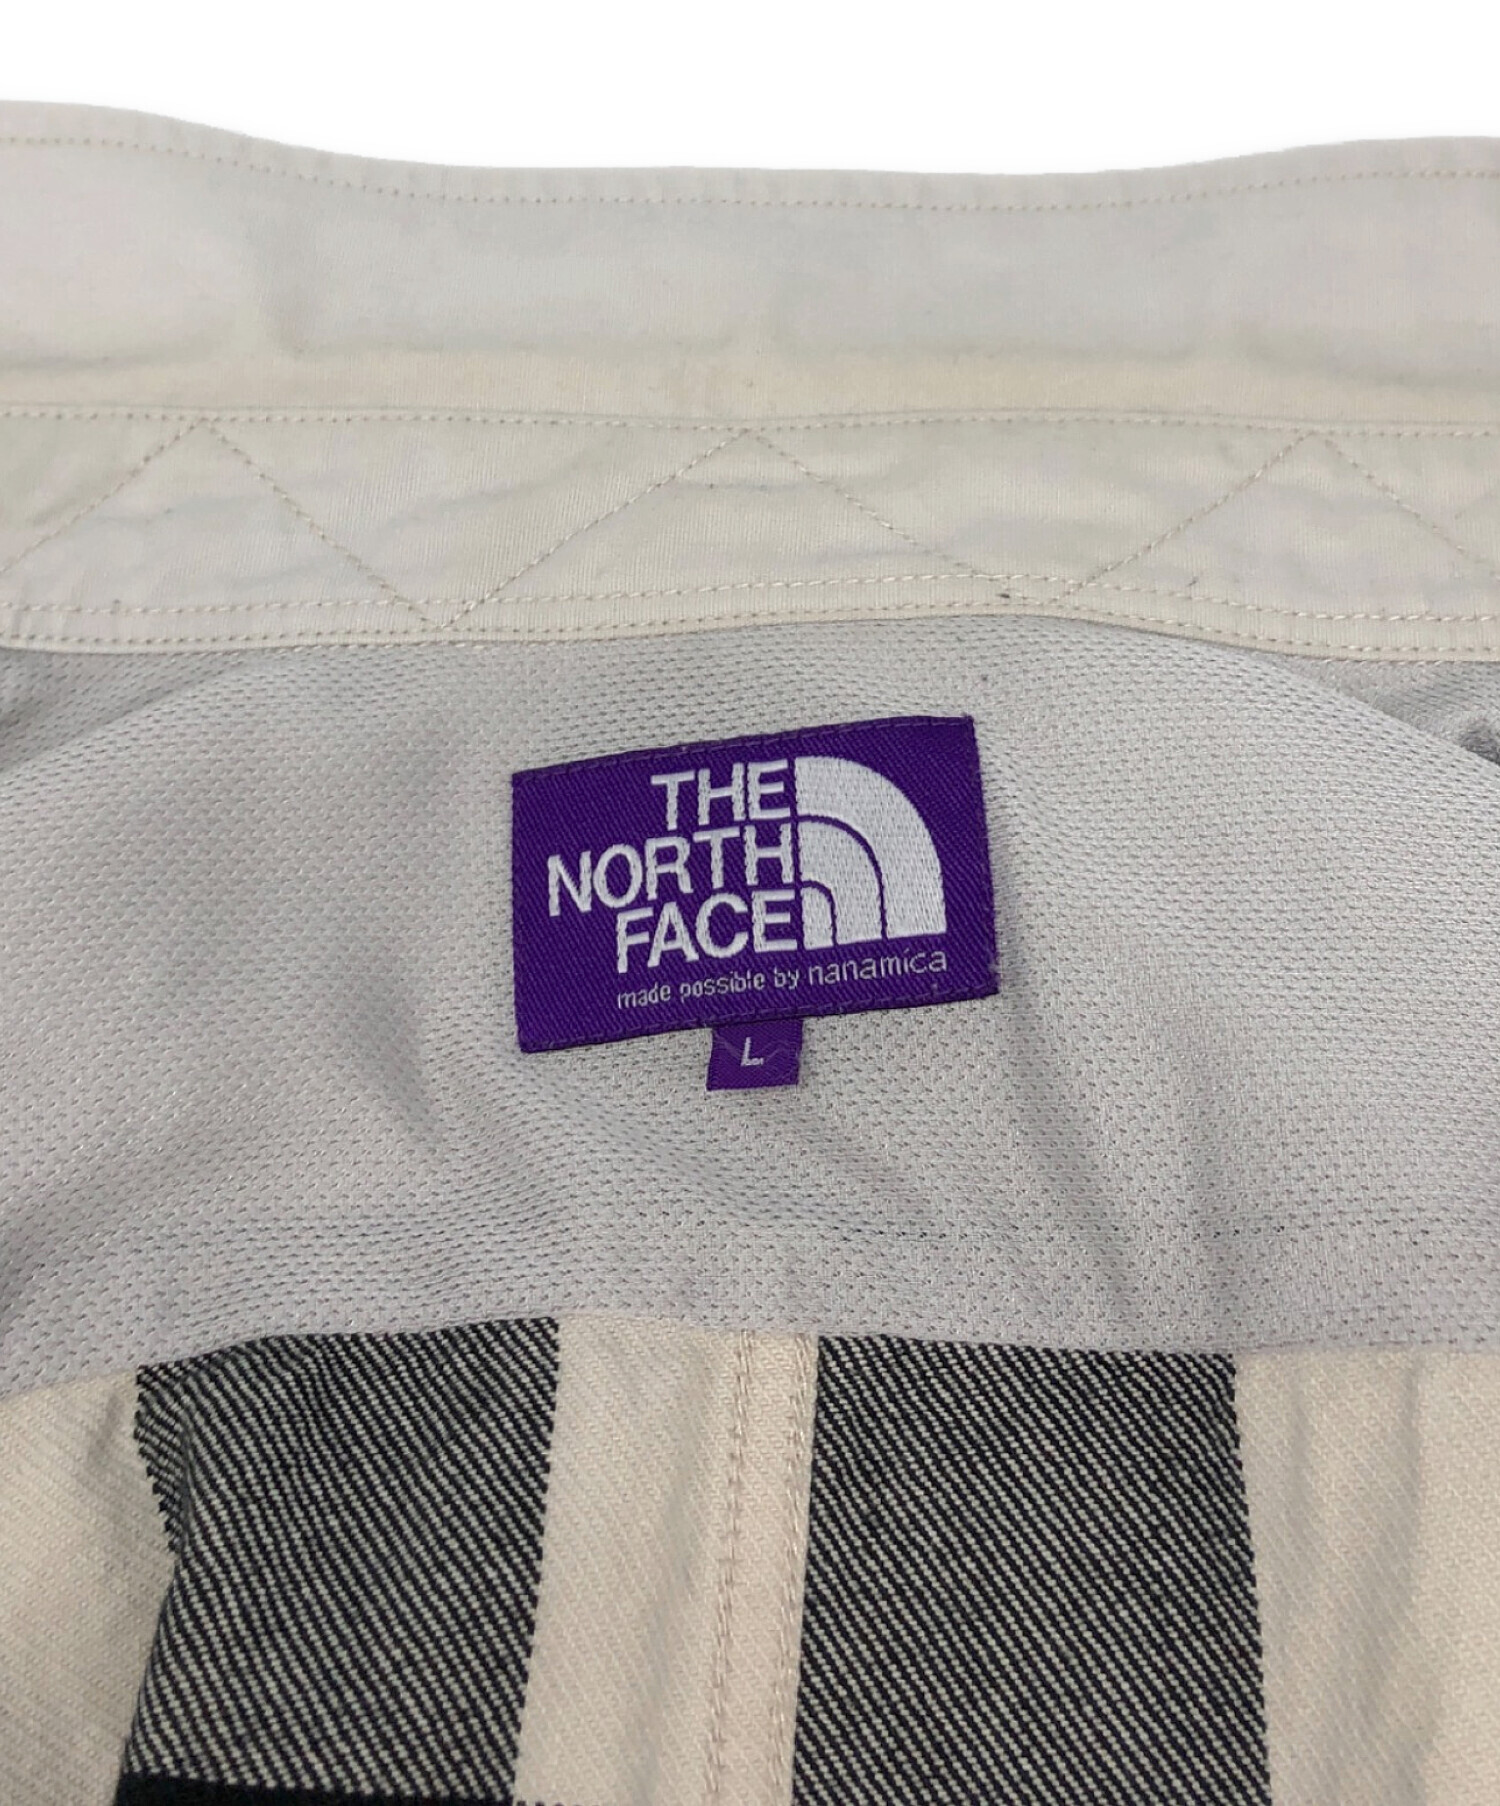 THE
NORTH
FACE
made possible by nanamica
L